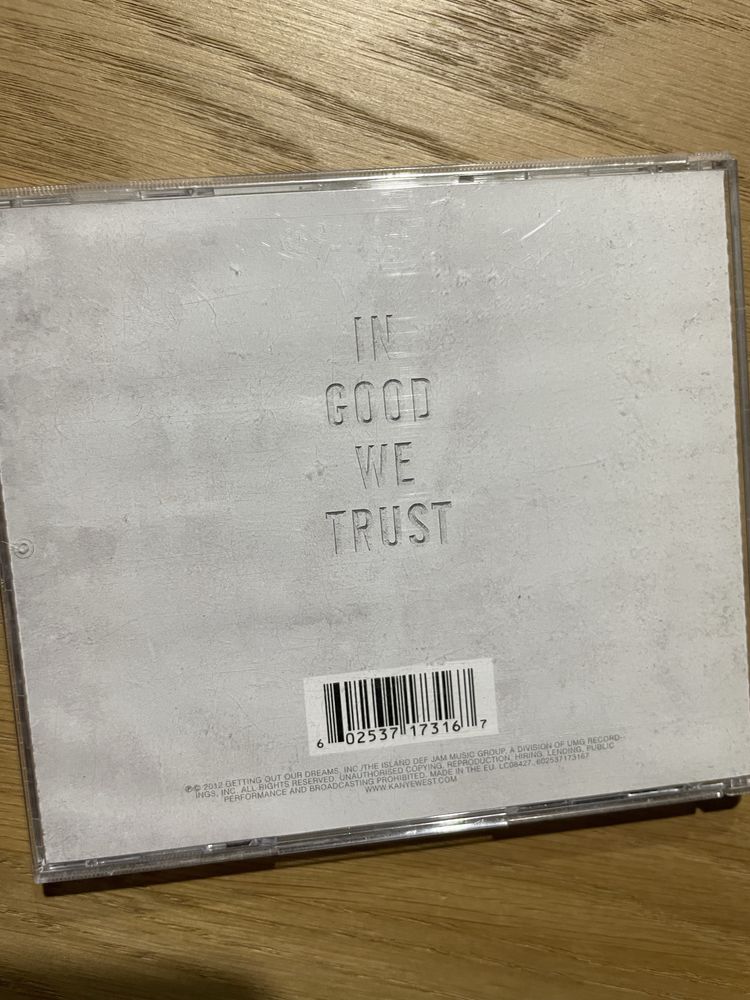 IN
GOOD
WE
TRUST
6 02537 17316 7
℗© 2012 GETTING OUT OUR DREAMS, INC /THE ISLAND DEF JAM MUSIC GROUP, A DIVISION OF UMG RECORD-
INGS, INC. ALL RIGHTS RESERVED. UNAUTHORISED COPYING, REPRODUCTION, HIRING, LENDING, PUBLIC
PERFORMANCE AND BROADCASTING PROHIBITED. MADE IN THE EU. LC08427. 602537173167
WWW.KANYEWEST.COM